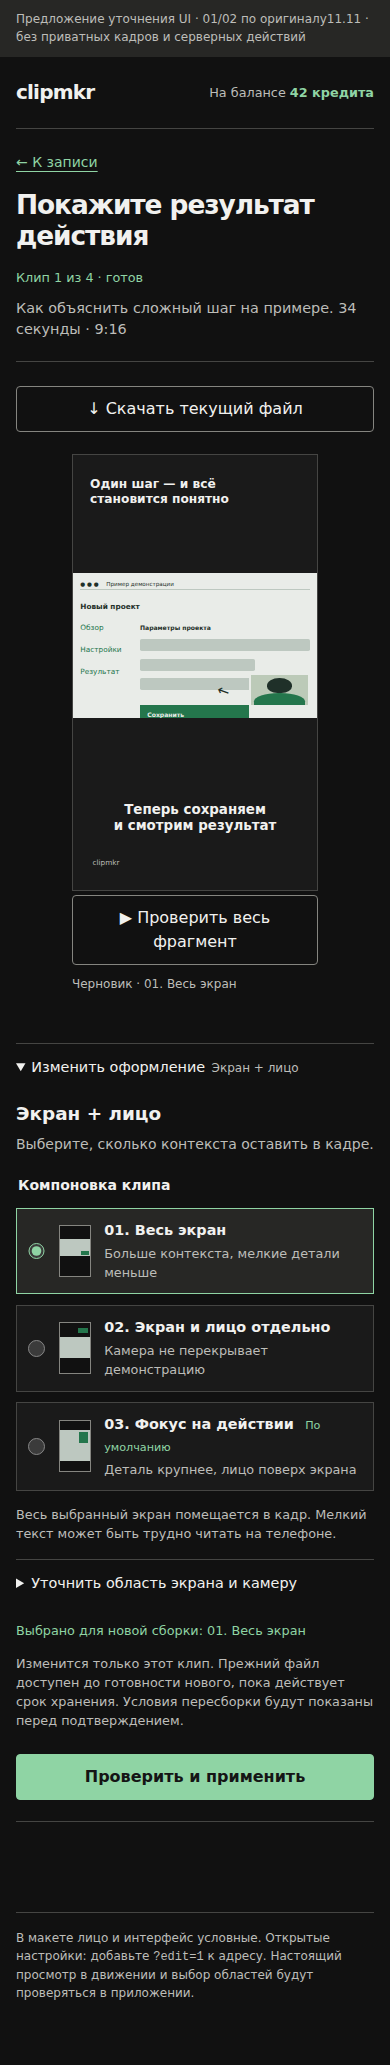 Предложение уточнения UI · 01/02 по оригиналу11.11 ·
без приватных кадров и серверных действий
clipmkr
На балансе 42 кредита
← К записи
Покажите результат
действия
Клип 1 из 4 · готов
Как объяснить сложный шаг на примере. 34
секунды · 9:16
↓ Скачать текущий файл
Один шаг — и всё
становится понятно
Пример демонстрации
Новый проект
Обзор
Параметры проекта
Настройки
Результат
Сохранить
Теперь сохраняем
и смотрим результат
clipmkr
▶ Проверить весь
фрагмент
Черновик · 01. Весь экран
▼ Изменить оформление Экран + лицо
Экран + лицо
Выберите, сколько контекста оставить в кадре.
Компоновка клипа
01. Весь экран
Больше контекста, мелкие детали
меньше
02. Экран и лицо отдельно
Камера не перекрывает
демонстрацию
03. Фокус на действии По
умолчанию
Деталь крупнее, лицо поверх экрана
Весь выбранный экран помещается в кадр. Мелкий
текст может быть трудно читать на телефоне.
▶ Уточнить область экрана и камеру
Выбрано для новой сборки: 01. Весь экран
Изменится только этот клип. Прежний файл
доступен до готовности нового, пока действует
срок хранения. Условия пересборки будут показаны
перед подтверждением.
Проверить и применить
В макете лицо и интерфейс условные. Открытые
настройки: добавьте ?edit=1 к адресу. Настоящий
просмотр в движении и выбор областей будут
проверяться в приложении.